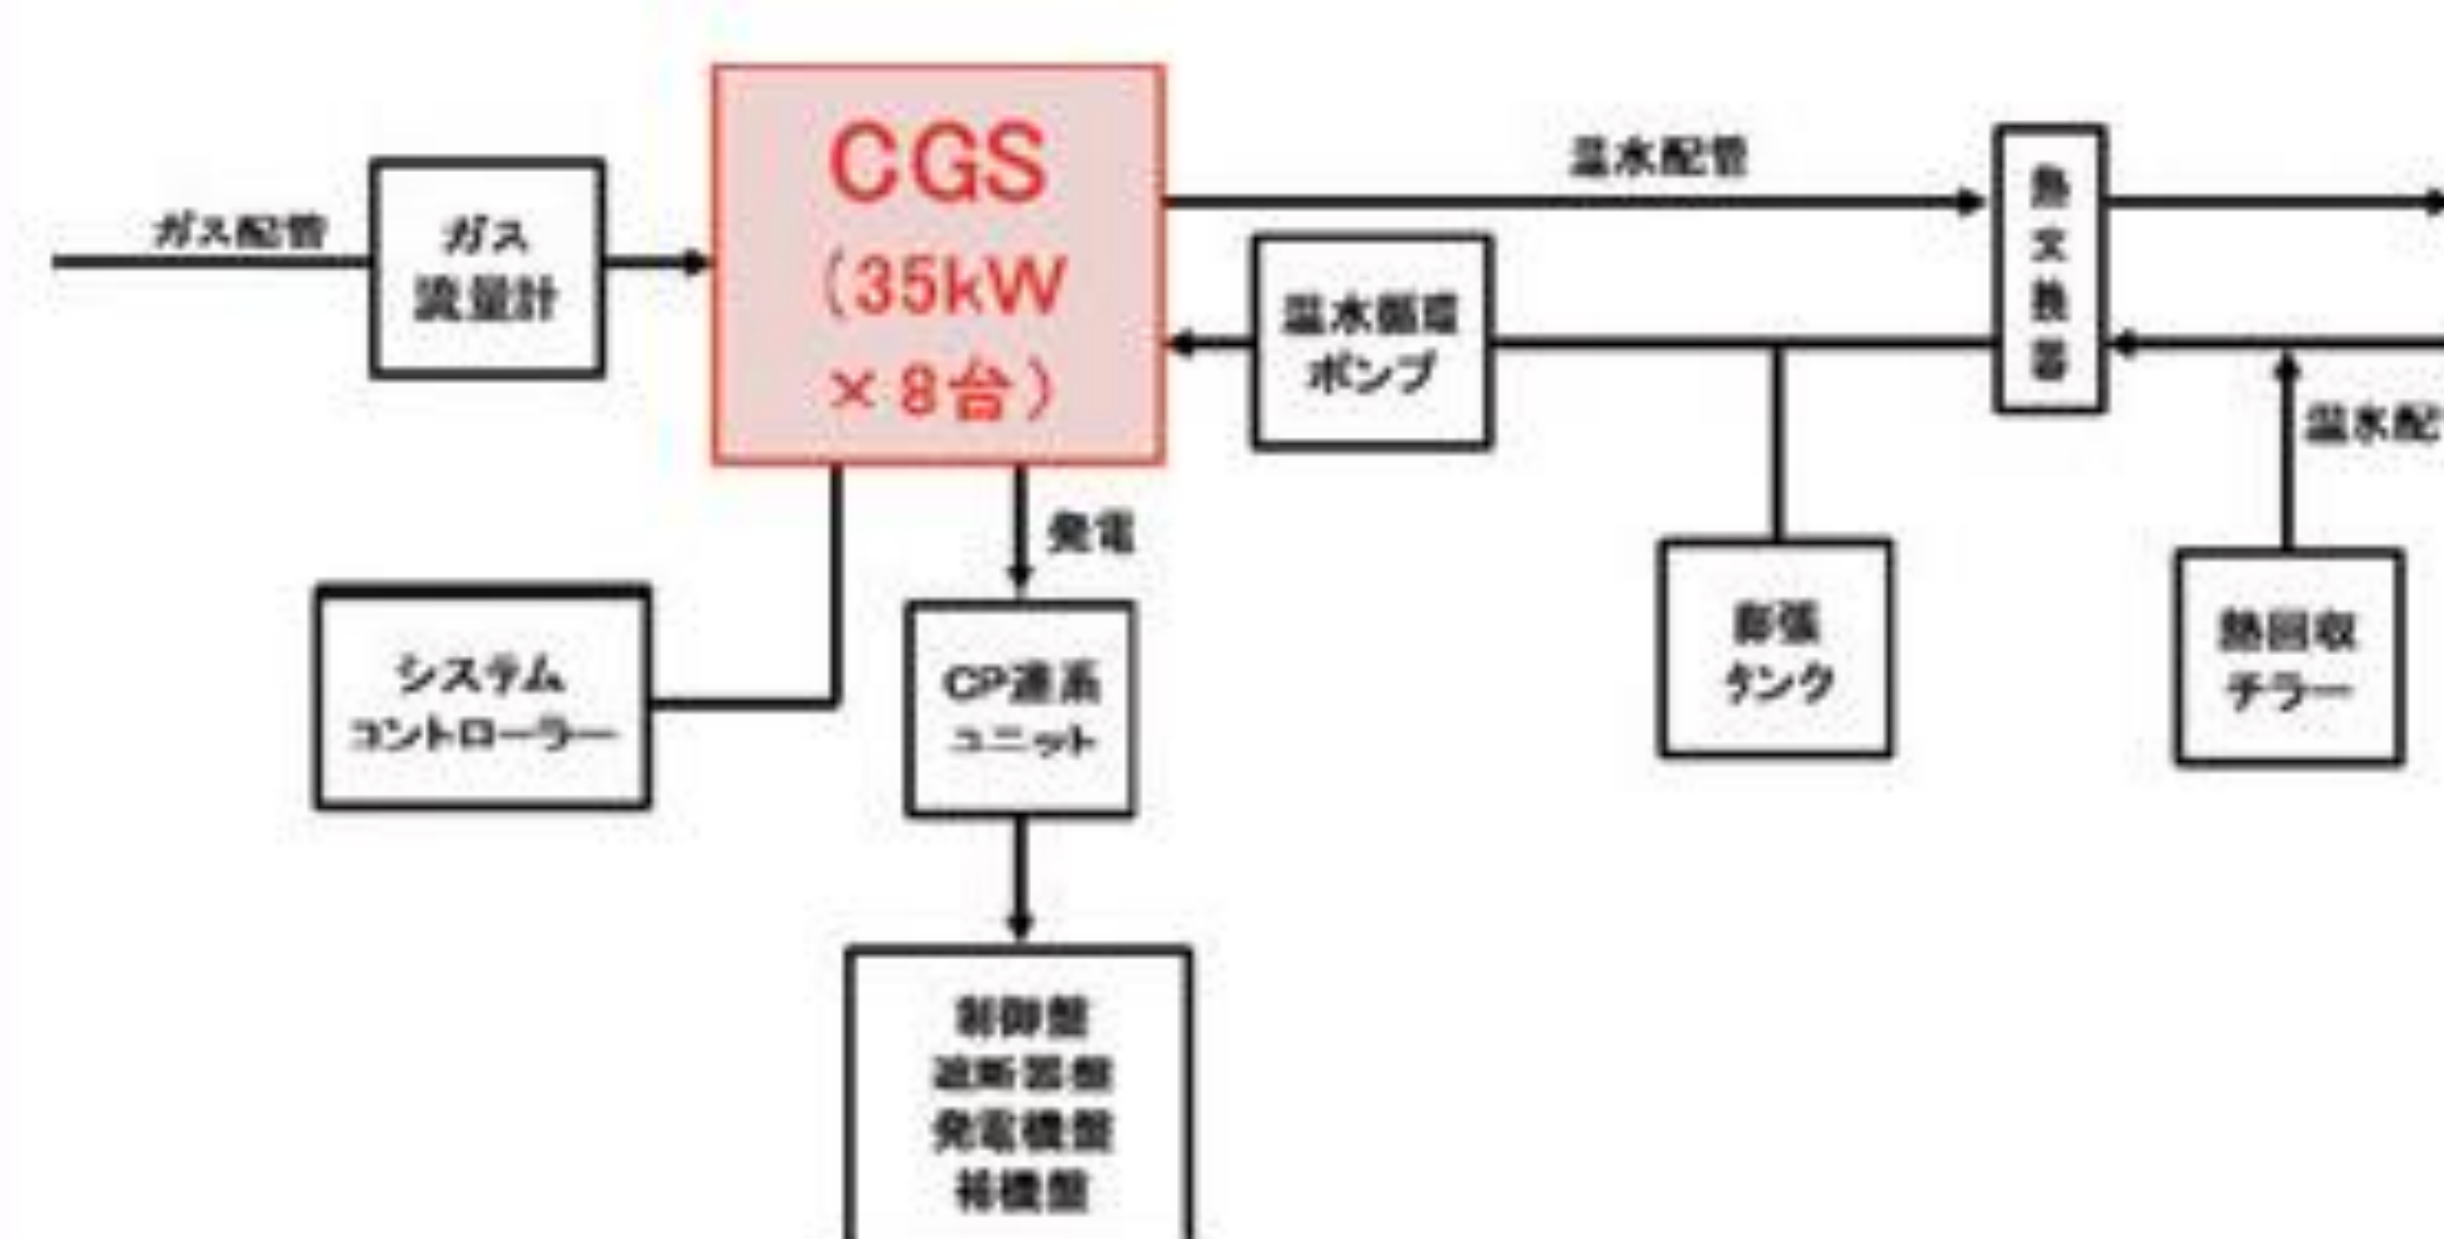 CGS
(35kW
×8台)
ガス配管
ガス
流量計
温水配管
熱
交
換
器
温水循環
ポンプ
温水配
発電
システム
コントローラー
CP連系
ユニット
膨張
タンク
熱回収
チラー
制御盤
遮断器盤
発電機盤
補機盤